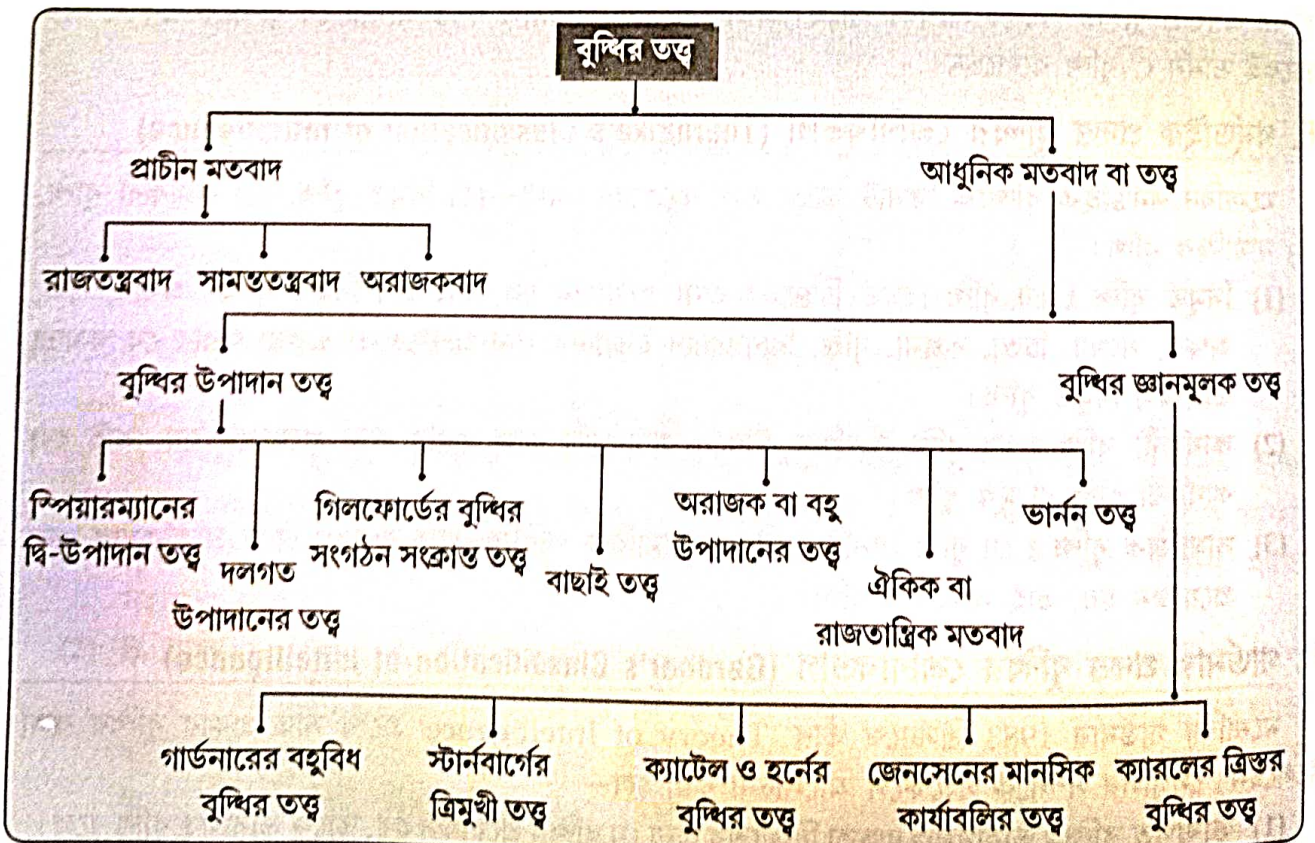 বুদ্ধির তত্ত্ব
প্রাচীন মতবাদ
আধুনিক মতবাদ বা তত্ত্ব
রাজতন্ত্রবাদ সামন্ততন্ত্রবাদ অরাজকবাদ
বুদ্ধির উপাদান তত্ত্ব
বুদ্ধির জ্ঞানমূলক তত্ত্ব
স্পিয়ারম্যানের
দ্বি-উপাদান তত্ত্ব
দলগত
উপাদানের তত্ত্ব
গিলফোর্ডের বুদ্ধির
সংগঠন সংক্রান্ত তত্ত্ব
বাছাই তত্ত্ব
অরাজক বা বহু
উপাদানের তত্ত্ব
ঐকিক বা
রাজতান্ত্রিক মতবাদ
ভার্নন তত্ত্ব
গার্ডনারের বহুবিধ
বুদ্ধির তত্ত্ব
স্টার্নবার্গের
ত্রিমুখী তত্ত্ব
ক্যাটেল ও হর্নের
বুদ্ধির তত্ত্ব
জেনসেনের মানসিক
কার্যাবলির তত্ত্ব
ক্যারলের ত্রিস্তর
বুদ্ধির তত্ত্ব